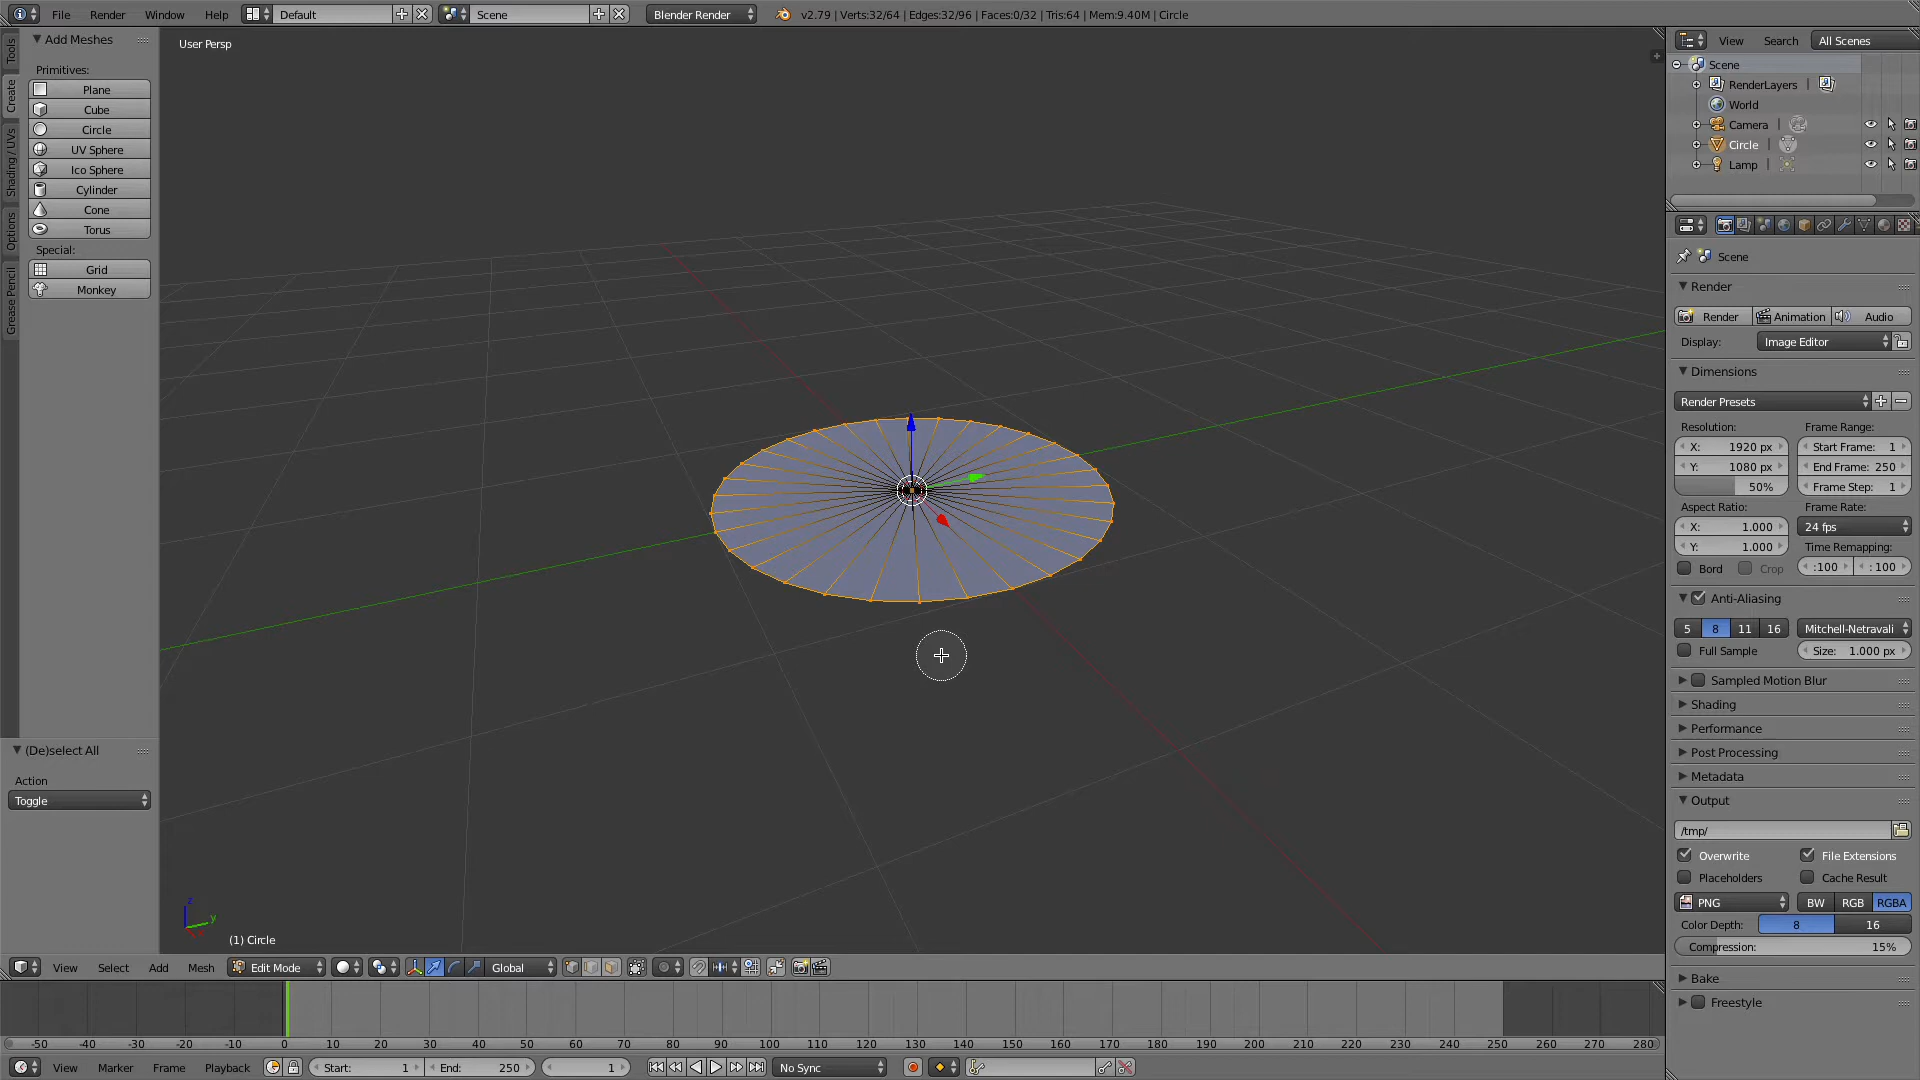 File Render Window Help Default Scene Blender Render v2.79 | Verts:32/64 | Edges:32/96 | Faces:0/32 | Tris:64 | Mem:9.40M | Circle
Tools
Create
Shading / UVs
Options
Grease Pencil
Add Meshes
Primitives:
Plane
Cube
Circle
UV Sphere
Ico Sphere
Cylinder
Cone
Torus
Special:
Grid
Monkey
(De)select All
Action
Toggle
User Persp
z
y
(1) Circle
View Select Add Mesh Edit Mode Global
-50 -40 -30 -20 -10 0 10 20 30 40 50 60 70 80 90 100 110 120 130 140 150 160 170 180 190 200 210 220 230 240 250 260 270 280
View Marker Frame Playback Start: 1 End: 250 1 No Sync
View Search All Scenes
Scene
RenderLayers |
World
Camera |
Circle |
Lamp |
Scene
Render
Render Animation Audio
Display: Image Editor
Dimensions
Render Presets
Resolution: Frame Range:
X: 1920 px Start Frame: 1
Y: 1080 px End Frame: 250
50% Frame Step: 1
Aspect Ratio: Frame Rate:
X: 1.000 24 fps
Y: 1.000 Time Remapping:
Bord Crop :100 : 100
Anti-Aliasing
5 8 11 16 Mitchell-Netravali
Full Sample Size: 1.000 px
Sampled Motion Blur
Shading
Performance
Post Processing
Metadata
Output
/tmp/
Overwrite File Extensions
Placeholders Cache Result
PNG BW RGB RGBA
Color Depth: 8 16
Compression: 15%
Bake
Freestyle